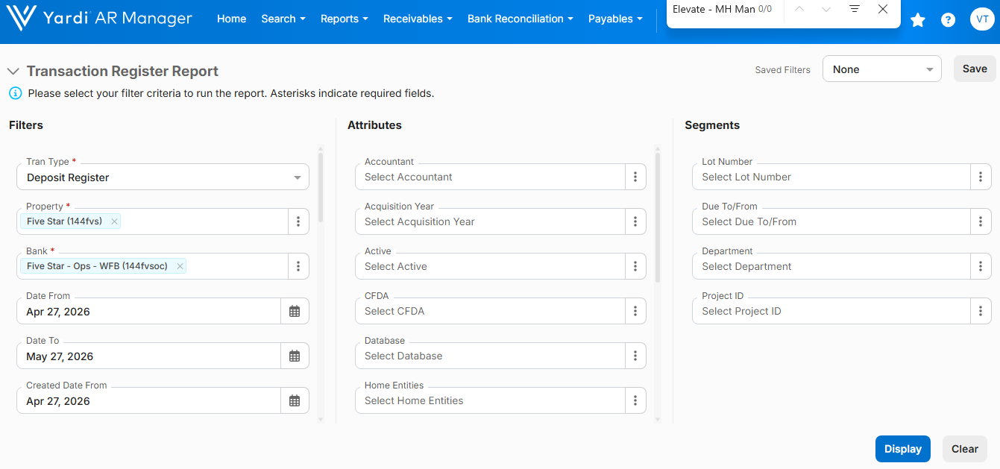 Yardi AR Manager
Home Search Reports Receivables Bank Reconciliation Payables
Elevate - MH Man 0/0
?
VT
Transaction Register Report
Saved Filters
None
Save
Please select your filter criteria to run the report. Asterisks indicate required fields.
Filters
Tran Type *
Deposit Register
Property *
Five Star (144fvs)
Bank *
Five Star - Ops - WFB (144fvsoc)
Date From
Apr 27, 2026
Date To
May 27, 2026
Created Date From
Apr 27, 2026
Attributes
Accountant
Select Accountant
Acquisition Year
Select Acquisition Year
Active
Select Active
CFDA
Select CFDA
Database
Select Database
Home Entities
Select Home Entities
Segments
Lot Number
Select Lot Number
Due To/From
Select Due To/From
Department
Select Department
Project ID
Select Project ID
Display
Clear